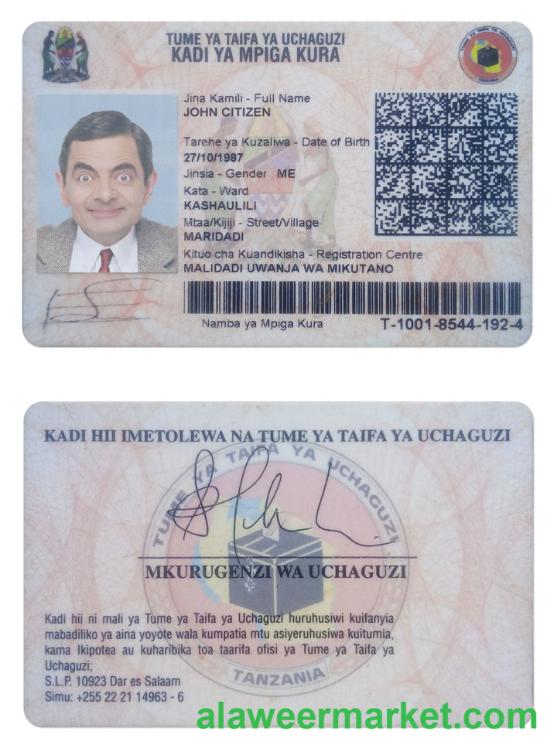 TUME YA TAIFA YA UCHAGUZI
KADI YA MPIGA KURA
Jina Kamili - Full Name
JOHN CITIZEN
Tarehe ya Kuzaliwa - Date of Birth
27/10/1987
Jinsia - Gender ME
Kata - Ward
KASHAULILI
Mtaa/Kijiji - Street/Village
MARIDADI
Kituo cha Kuandikisha - Registration Centre
MALIDADI UWANJA WA MIKUTANO
Namba ya Mpiga Kura T-1001-8544-192-4
KADI HII IMETOLEWA NA TUME YA TAIFA YA UCHAGUZI
TUME YA TAIFA YA UCHAGUZI
MKURUGENZI WA UCHAGUZI
Kadi hii ni mali ya Tume ya Taifa ya Uchaguzi huruhusiwi kuifanyia
mabadiliko ya aina yoyote wala kumpatia mtu asiyeruhusiwa kuitumia,
kama Ikipotea au kuharibika toa taarifa ofisi ya Tume ya Taifa ya
Uchaguzi;
S.L.P. 10923 Dar es Salaam
Simu: +255 22 21 14963 - 6
TANZANIA
alaweermarket.com